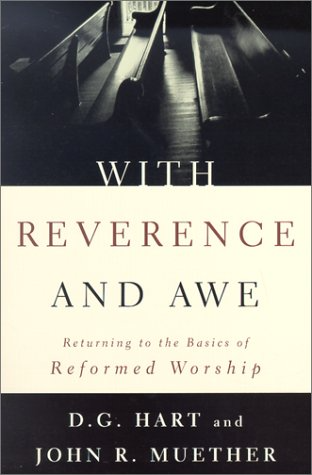 WITH
REVERENCE
AND AWE
Returning to the Basics of
Reformed Worship
D.G. HART and
JOHN R. MUETHER